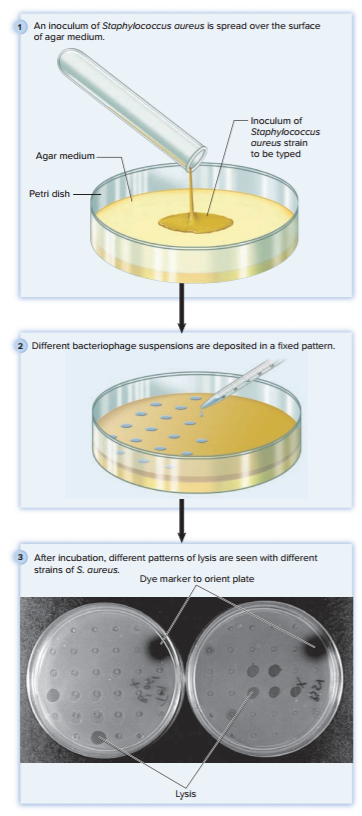 1 An inoculum of Staphylococcus aureus is spread over the surface
of agar medium.
Inoculum of
Staphylococcus
aureus strain
to be typed
Agar medium
Petri dish
2 Different bacteriophage suspensions are deposited in a fixed pattern.
3 After incubation, different patterns of lysis are seen with different
strains of S. aureus.
Dye marker to orient plate
Lysis